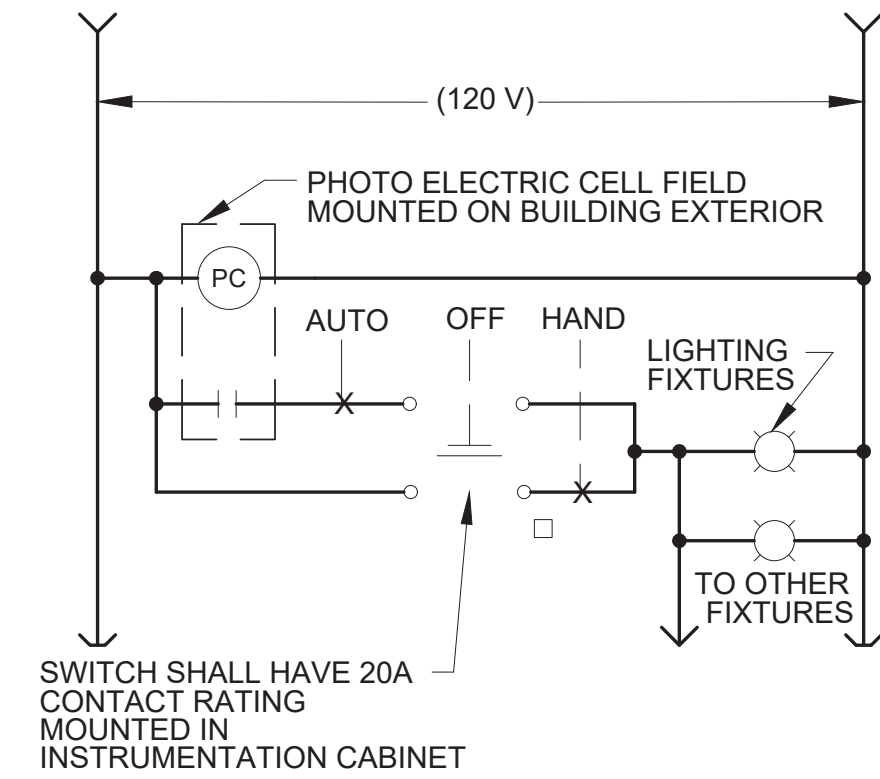 (120 V)
PHOTO ELECTRIC CELL FIELD
MOUNTED ON BUILDING EXTERIOR
PC
AUTO
OFF
HAND
LIGHTING
FIXTURES
TO OTHER
FIXTURES
SWITCH SHALL HAVE 20A
CONTACT RATING
MOUNTED IN
INSTRUMENTATION CABINET